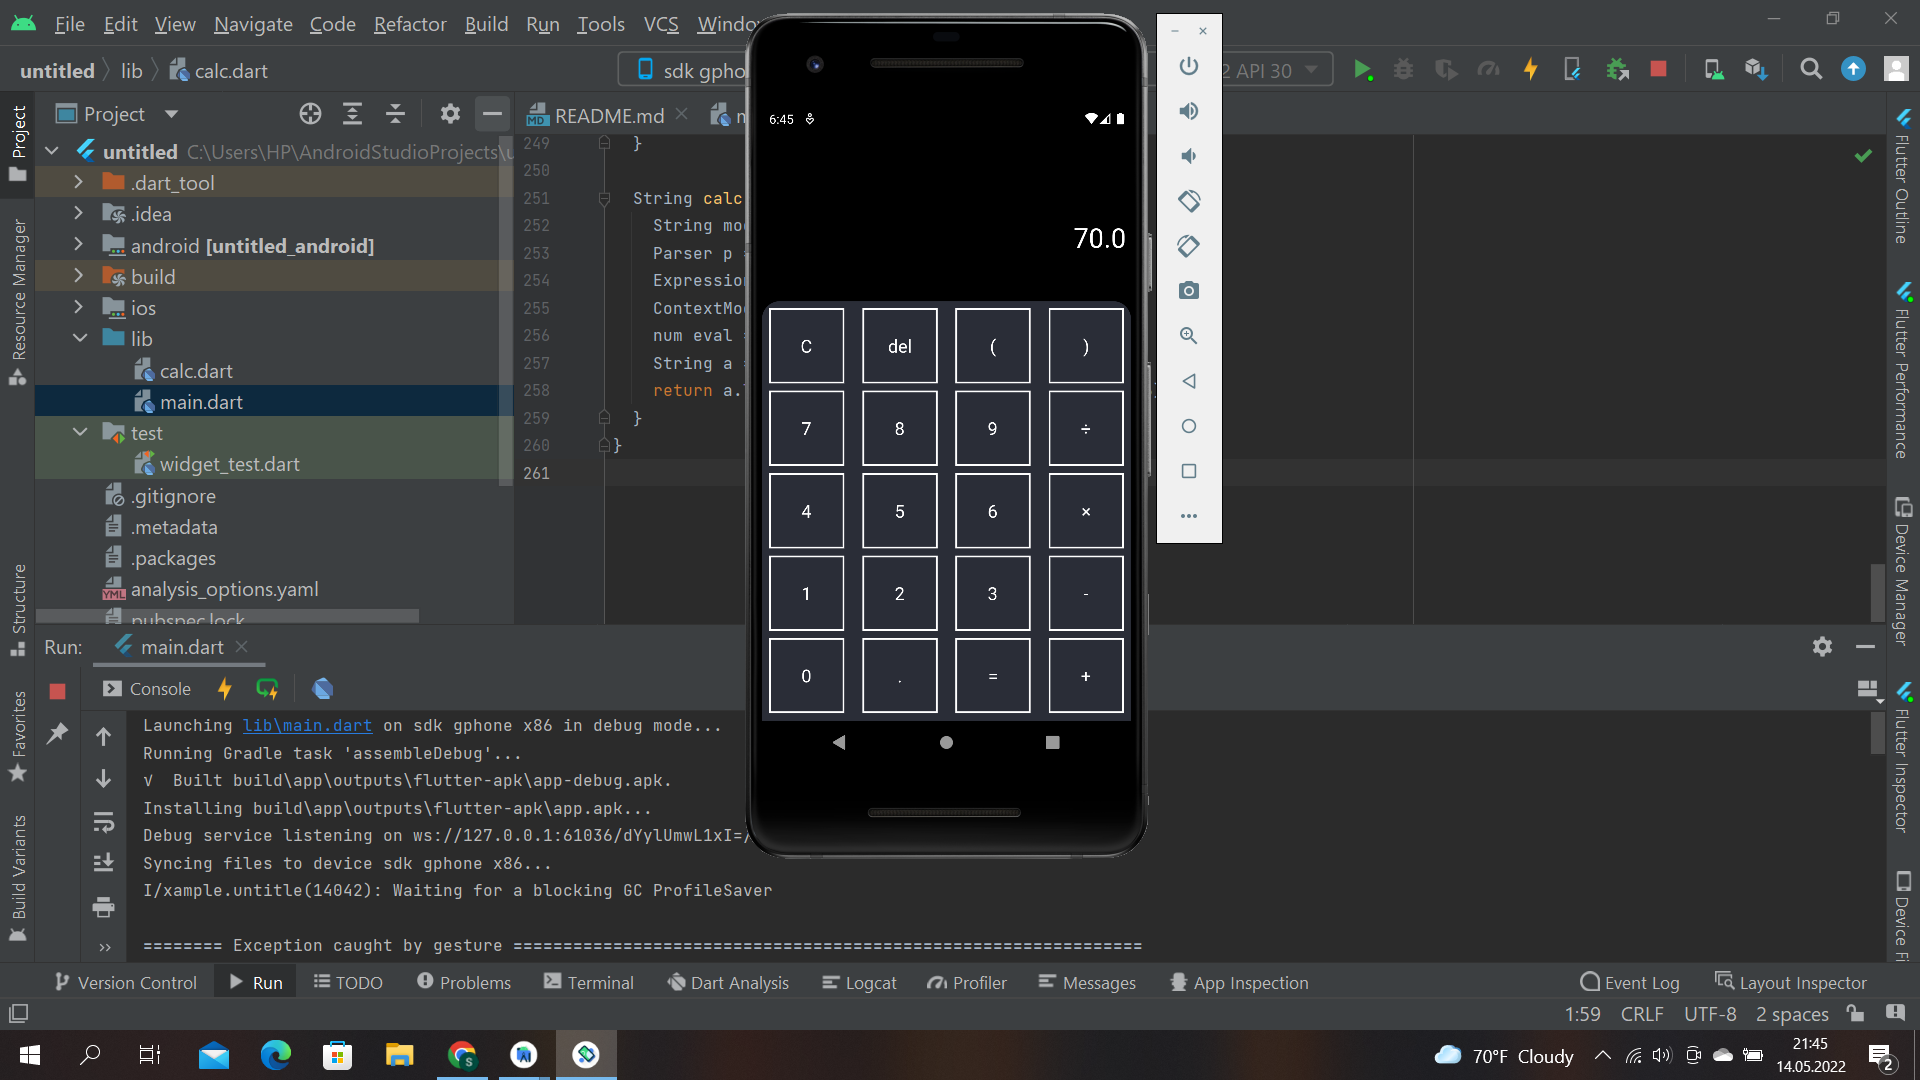 File Edit View Navigate Code Refactor Build Run Tools VCS Window
untitled lib calc.dart sdk gpho 2 API 30
Project README.md
6:45
70.0
C del ( )
7 8 9 ÷
4 5 6 ×
1 2 3 -
0 . = +
Project
Resource Manager
Structure
Favorites
Build Variants
untitled C:\Users\HP\AndroidStudioProjects\u
.dart_tool
.idea
android [untitled_android]
build
ios
lib
calc.dart
main.dart
test
widget_test.dart
.gitignore
.metadata
.packages
analysis_options.yaml
pubspec.lock
249 }
250
251 String calc
252 String mo
253 Parser p =
254 Expression
255 ContextMo
256 num eval =
257 String a =
258 return a.
259 }
260 }
261
Flutter Outline
Flutter Performance
Device Manager
Flutter Inspector
Device Fi
Run: main.dart
Console
Launching lib\main.dart on sdk gphone x86 in debug mode...
Running Gradle task 'assembleDebug'...
√ Built build\app\outputs\flutter-apk\app-debug.apk.
Installing build\app\outputs\flutter-apk\app.apk...
Debug service listening on ws://127.0.0.1:61036/dYylUmwL1xI=/
Syncing files to device sdk gphone x86...
I/xample.untitle(14042): Waiting for a blocking GC ProfileSaver
======== Exception caught by gesture ===============================================================
Version Control Run TODO Problems Terminal Dart Analysis Logcat Profiler Messages App Inspection Event Log Layout Inspector
1:59 CRLF UTF-8 2 spaces
70°F Cloudy 21:45
14.05.2022
2